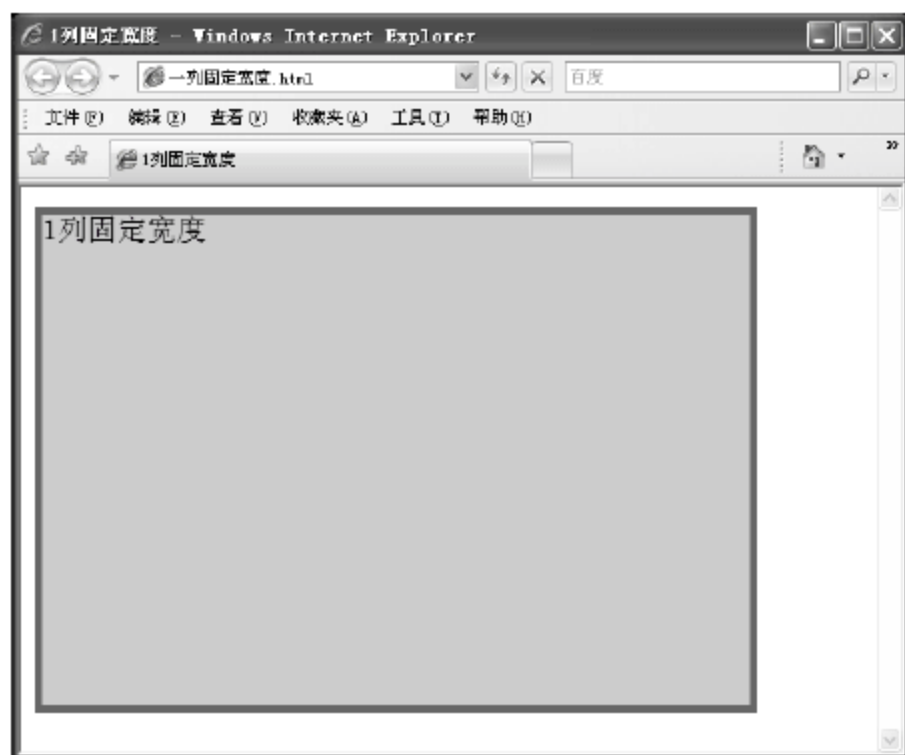 1列固定宽度 - Windows Internet Explorer
一列固定宽度.html 百度
文件(F) 编辑(E) 查看(V) 收藏夹(A) 工具(T) 帮助(H)
1列固定宽度
1列固定宽度